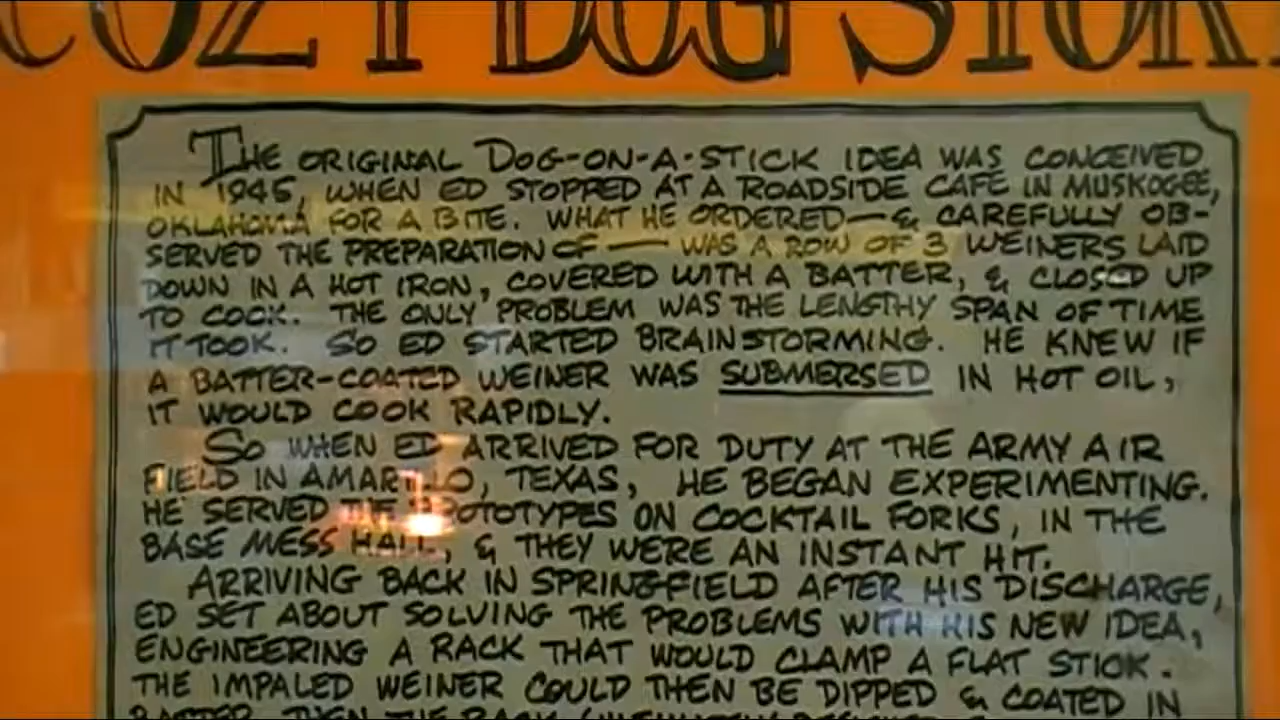 COZY DOG STOR
THE ORIGINAL DOG-ON-A-STICK IDEA WAS CONCEIVED
IN 1945, WHEN ED STOPPED AT A ROADSIDE CAFE IN MUSKOGEE,
OKLAHOMA FOR A BITE. WHAT HE ORDERED — & CAREFULLY OB-
SERVED THE PREPARATION OF — WAS A ROW OF 3 WEINERS LAID
DOWN IN A HOT IRON, COVERED WITH A BATTER, & CLOSED UP
TO COOK. THE ONLY PROBLEM WAS THE LENGTHY SPAN OF TIME
IT TOOK. SO ED STARTED BRAINSTORMING. HE KNEW IF
A BATTER-COATED WEINER WAS SUBMERSED IN HOT OIL,
IT WOULD COOK RAPIDLY.
SO WHEN ED ARRIVED FOR DUTY AT THE ARMY AIR
FIELD IN AMARILLO, TEXAS, HE BEGAN EXPERIMENTING.
HE SERVED THE PROTOTYPES ON COCKTAIL FORKS, IN THE
BASE MESS HALL, & THEY WERE AN INSTANT HIT.
ARRIVING BACK IN SPRINGFIELD AFTER HIS DISCHARGE,
ED SET ABOUT SOLVING THE PROBLEMS WITH HIS NEW IDEA,
ENGINEERING A RACK THAT WOULD CLAMP A FLAT STICK.
THE IMPALED WEINER COULD THEN BE DIPPED & COATED IN
BATTER, THEN THE RACK